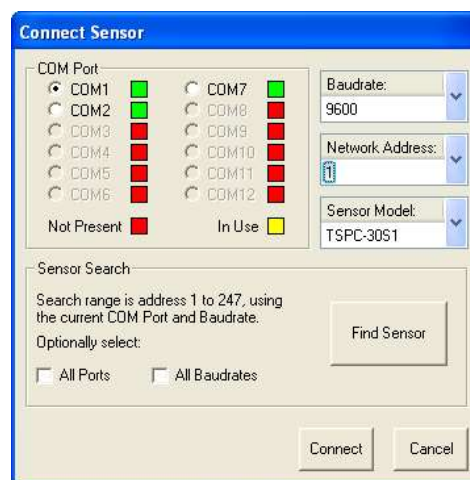 Connect Sensor
COM Port
COM1 COM7
COM2 COM8
COM3 COM9
COM4 COM10
COM5 COM11
COM6 COM12
Not Present In Use
Baudrate:
9600
Network Address:
1
Sensor Model:
TSPC-30S1
Sensor Search
Search range is address 1 to 247, using
the current COM Port and Baudrate.
Optionally select:
All Ports All Baudrates
Find Sensor
Connect Cancel